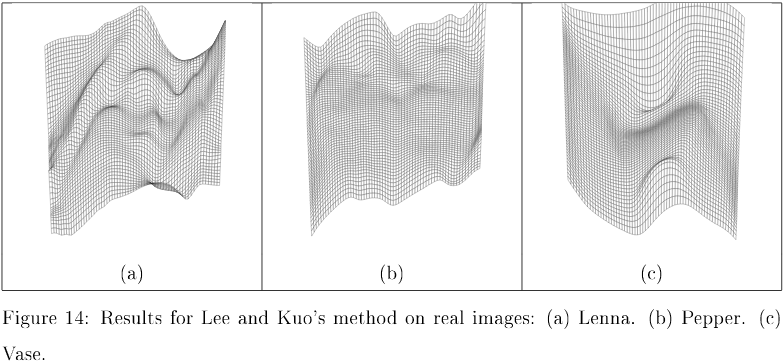 (a) (b) (c)
Figure 14: Results for Lee and Kuo's method on real images: (a) Lenna. (b) Pepper. (c)
Vase.